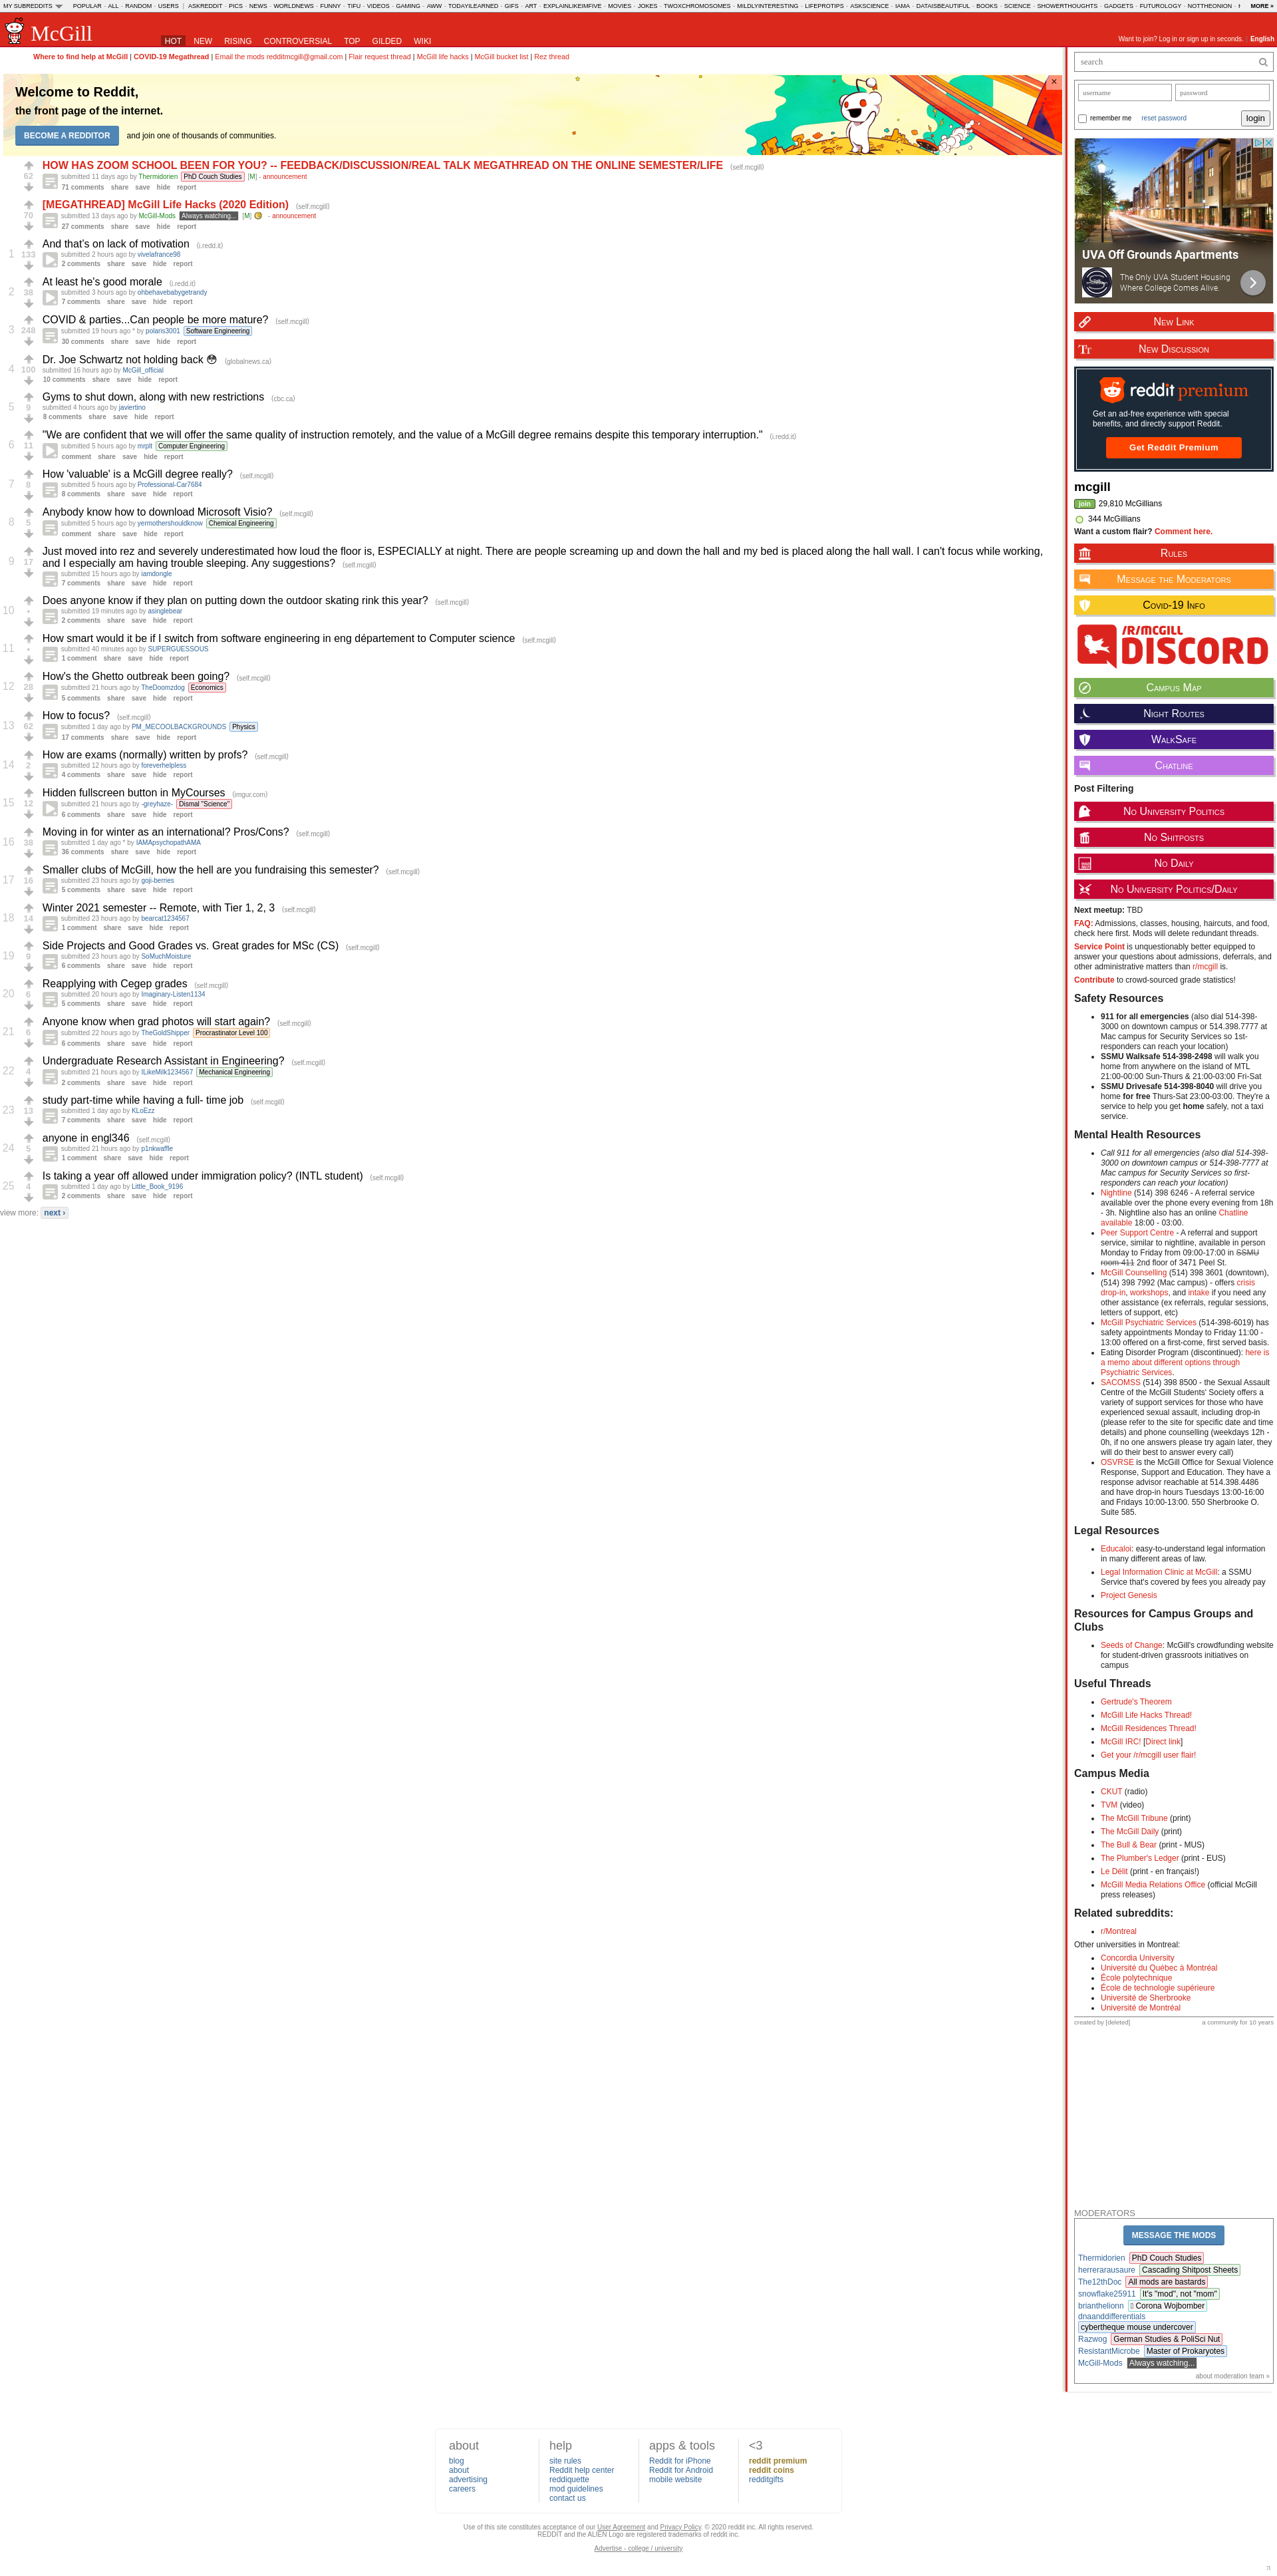 MY SUBREDDITS POPULAR - ALL - RANDOM - USERS | ASKREDDIT - PICS - NEWS - WORLDNEWS - FUNNY - TIFU - VIDEOS - GAMING - AWW - TODAYILEARNED - GIFS - ART - EXPLAINLIKEIMFIVE - MOVIES - JOKES - TWOXCHROMOSOMES - MILDLYINTERESTING - LIFEPROTIPS - ASKSCIENCE - IAMA - DATAISBEAUTIFUL - BOOKS - SCIENCE - SHOWERTHOUGHTS - GADGETS - FUTUROLOGY - NOTTHEONION - MORE »
McGill HOT NEW RISING CONTROVERSIAL TOP GILDED WIKI
Want to join? Log in or sign up in seconds. | English
Where to find help at McGill | COVID-19 Megathread | Email the mods redditmcgill@gmail.com | Flair request thread | McGill life hacks | McGill bucket list | Rez thread
Welcome to Reddit,
the front page of the internet.
BECOME A REDDITOR and join one of thousands of communities.
×
HOW HAS ZOOM SCHOOL BEEN FOR YOU? -- FEEDBACK/DISCUSSION/REAL TALK MEGATHREAD ON THE ONLINE SEMESTER/LIFE (self.mcgill)
62 submitted 11 days ago by Thermidorien PhD Couch Studies [M] - announcement
71 comments share save hide report
[MEGATHREAD] McGill Life Hacks (2020 Edition) (self.mcgill)
70 submitted 13 days ago by McGill-Mods Always watching... [M] - announcement
27 comments share save hide report
And that's on lack of motivation (i.redd.it)
1 133 submitted 2 hours ago by vivelafrance98
2 comments share save hide report
At least he's good morale (i.redd.it)
2 38 submitted 3 hours ago by ohbehavebabygetrandy
7 comments share save hide report
COVID & parties...Can people be more mature? (self.mcgill)
3 248 submitted 19 hours ago * by polaris3001 Software Engineering
30 comments share save hide report
Dr. Joe Schwartz not holding back 😳 (globalnews.ca)
4 100 submitted 16 hours ago by McGill_official
10 comments share save hide report
Gyms to shut down, along with new restrictions (cbc.ca)
5 9 submitted 4 hours ago by javiertino
8 comments share save hide report
"We are confident that we will offer the same quality of instruction remotely, and the value of a McGill degree remains despite this temporary interruption." (i.redd.it)
6 11 submitted 5 hours ago by mrplt Computer Engineering
comment share save hide report
How 'valuable' is a McGill degree really? (self.mcgill)
7 8 submitted 5 hours ago by Professional-Car7684
8 comments share save hide report
Anybody know how to download Microsoft Visio? (self.mcgill)
8 5 submitted 5 hours ago by yermothershouldknow Chemical Engineering
comment share save hide report
Just moved into rez and severely underestimated how loud the floor is, ESPECIALLY at night. There are people screaming up and down the hall and my bed is placed along the hall wall. I can't focus while working,
9 17 and I especially am having trouble sleeping. Any suggestions? (self.mcgill)
submitted 15 hours ago by iamdongle
7 comments share save hide report
Does anyone know if they plan on putting down the outdoor skating rink this year? (self.mcgill)
10 • submitted 19 minutes ago by asinglebear
2 comments share save hide report
How smart would it be if I switch from software engineering in eng département to Computer science (self.mcgill)
11 • submitted 40 minutes ago by SUPERGUESSOUS
1 comment share save hide report
How's the Ghetto outbreak been going? (self.mcgill)
12 28 submitted 21 hours ago by TheDoomzdog Economics
5 comments share save hide report
How to focus? (self.mcgill)
13 62 submitted 1 day ago by PM_MECOOLBACKGROUNDS Physics
17 comments share save hide report
How are exams (normally) written by profs? (self.mcgill)
14 2 submitted 12 hours ago by foreverhelpless
4 comments share save hide report
Hidden fullscreen button in MyCourses (imgur.com)
15 12 submitted 21 hours ago by -greyhaze- Dismal "Science"
6 comments share save hide report
Moving in for winter as an international? Pros/Cons? (self.mcgill)
16 38 submitted 1 day ago * by IAMApsychopathAMA
36 comments share save hide report
Smaller clubs of McGill, how the hell are you fundraising this semester? (self.mcgill)
17 16 submitted 23 hours ago by goji-berries
5 comments share save hide report
Winter 2021 semester -- Remote, with Tier 1, 2, 3 (self.mcgill)
18 14 submitted 23 hours ago by bearcat1234567
1 comment share save hide report
Side Projects and Good Grades vs. Great grades for MSc (CS) (self.mcgill)
19 9 submitted 23 hours ago by SoMuchMoisture
6 comments share save hide report
Reapplying with Cegep grades (self.mcgill)
20 6 submitted 20 hours ago by Imaginary-Listen1134
5 comments share save hide report
Anyone know when grad photos will start again? (self.mcgill)
21 6 submitted 22 hours ago by TheGoldShipper Procrastinator Level 100
6 comments share save hide report
Undergraduate Research Assistant in Engineering? (self.mcgill)
22 4 submitted 21 hours ago by ILikeMilk1234567 Mechanical Engineering
2 comments share save hide report
study part-time while having a full- time job (self.mcgill)
23 13 submitted 1 day ago by KLoEzz
7 comments share save hide report
anyone in engl346 (self.mcgill)
24 5 submitted 21 hours ago by p1nkwaffle
1 comment share save hide report
Is taking a year off allowed under immigration policy? (INTL student) (self.mcgill)
25 4 submitted 1 day ago by Little_Book_9196
2 comments share save hide report
view more: next ›
search
username password
remember me reset password login
UVA Off Grounds Apartments
The Only UVA Student Housing
Where College Comes Alive.
New Link
New Discussion
reddit premium
Get an ad-free experience with special
benefits, and directly support Reddit.
Get Reddit Premium
mcgill
join 29,810 McGillians
344 McGillians
Want a custom flair? Comment here.
Rules
Message the Moderators
Covid-19 Info
/R/MCGILL
DISCORD
Campus Map
Night Routes
WalkSafe
Chatline
Post Filtering
No University Politics
No Shitposts
No Daily
No University Politics/Daily
Next meetup: TBD
FAQ: Admissions, classes, housing, haircuts, and food,
check here first. Mods will delete redundant threads.
Service Point is unquestionably better equipped to
answer your questions about admissions, deferrals, and
other administrative matters than r/mcgill is.
Contribute to crowd-sourced grade statistics!
Safety Resources
911 for all emergencies (also dial 514-398-
3000 on downtown campus or 514.398.7777 at
Mac campus for Security Services so 1st-
responders can reach your location)
SSMU Walksafe 514-398-2498 will walk you
home from anywhere on the island of MTL
21:00-00:00 Sun-Thurs & 21:00-03:00 Fri-Sat
SSMU Drivesafe 514-398-8040 will drive you
home for free Thurs-Sat 23:00-03:00. They're a
service to help you get home safely, not a taxi
service.
Mental Health Resources
Call 911 for all emergencies (also dial 514-398-
3000 on downtown campus or 514-398-7777 at
Mac campus for Security Services so first-
responders can reach your location)
Nightline (514) 398 6246 - A referral service
available over the phone every evening from 18h
- 3h. Nightline also has an online Chatline
available 18:00 - 03:00.
Peer Support Centre - A referral and support
service, similar to nightline, available in person
Monday to Friday from 09:00-17:00 in SSMU
room 411 2nd floor of 3471 Peel St.
McGill Counselling (514) 398 3601 (downtown),
(514) 398 7992 (Mac campus) - offers crisis
drop-in, workshops, and intake if you need any
other assistance (ex referrals, regular sessions,
letters of support, etc)
McGill Psychiatric Services (514-398-6019) has
safety appointments Monday to Friday 11:00 -
13:00 offered on a first-come, first served basis.
Eating Disorder Program (discontinued): here is
a memo about different options through
Psychiatric Services.
SACOMSS (514) 398 8500 - the Sexual Assault
Centre of the McGill Students' Society offers a
variety of support services for those who have
experienced sexual assault, including drop-in
(please refer to the site for specific date and time
details) and phone counselling (weekdays 12h -
0h, if no one answers please try again later, they
will do their best to answer every call)
OSVRSE is the McGill Office for Sexual Violence
Response, Support and Education. They have a
response advisor reachable at 514.398.4486
and have drop-in hours Tuesdays 13:00-16:00
and Fridays 10:00-13:00. 550 Sherbrooke O.
Suite 585.
Legal Resources
Educaloi: easy-to-understand legal information
in many different areas of law.
Legal Information Clinic at McGill: a SSMU
Service that's covered by fees you already pay
Project Genesis
Resources for Campus Groups and
Clubs
Seeds of Change: McGill's crowdfunding website
for student-driven grassroots initiatives on
campus
Useful Threads
Gertrude's Theorem
McGill Life Hacks Thread!
McGill Residences Thread!
McGill IRC! [Direct link]
Get your /r/mcgill user flair!
Campus Media
CKUT (radio)
TVM (video)
The McGill Tribune (print)
The McGill Daily (print)
The Bull & Bear (print - MUS)
The Plumber's Ledger (print - EUS)
Le Délit (print - en français!)
McGill Media Relations Office (official McGill
press releases)
Related subreddits:
r/Montreal
Other universities in Montreal:
Concordia University
Université du Québec à Montréal
École polytechnique
École de technologie supérieure
Université de Sherbrooke
Université de Montréal
created by [deleted] a community for 10 years
MODERATORS
MESSAGE THE MODS
Thermidorien PhD Couch Studies
herrerarausaure Cascading Shitpost Sheets
The12thDoc All mods are bastards
snowflake25911 It's "mod", not "mom"
brianthelionn Corona Wojbomber
dnaanddifferentials
cybertheque mouse undercover
Razwog German Studies & PoliSci Nut
ResistantMicrobe Master of Prokaryotes
McGill-Mods Always watching...
about moderation team »
about help apps & tools <3
blog site rules Reddit for iPhone reddit premium
about Reddit help center Reddit for Android reddit coins
advertising reddiquette mobile website redditgifts
careers mod guidelines
contact us
Use of this site constitutes acceptance of our User Agreement and Privacy Policy. © 2020 reddit inc. All rights reserved.
REDDIT and the ALIEN Logo are registered trademarks of reddit inc.
Advertise - college / university
π